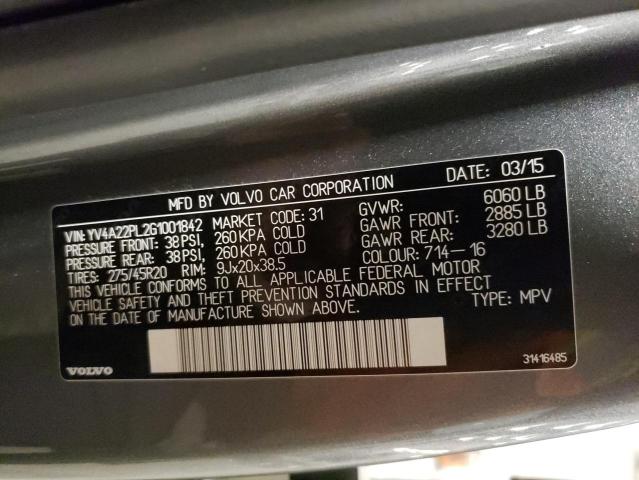 MFD BY VOLVO CAR CORPORATION 03/15
VIN: YV4A22PL2G1001842 MARKET CODE: 31 GVWR: 6060 LB
PRESSURE FRONT: 38 PSI, 260 KPA COLD GAWR FRONT: 2885 LB
PRESSURE REAR: 38 PSI, 260 KPA COLD GAWR REAR: 3280 LB
TIRES: 275/45R20 RIM: 9Jx20x38.5 COLOUR: 714-16
THIS VEHICLE CONFORMS TO ALL APPLICABLE FEDERAL MOTOR
VEHICLE SAFETY AND THEFT PREVENTION STANDARDS IN EFFECT
ON THE DATE OF MANUFACTURE SHOWN ABOVE. TYPE: MPV
VOLVO 31416485